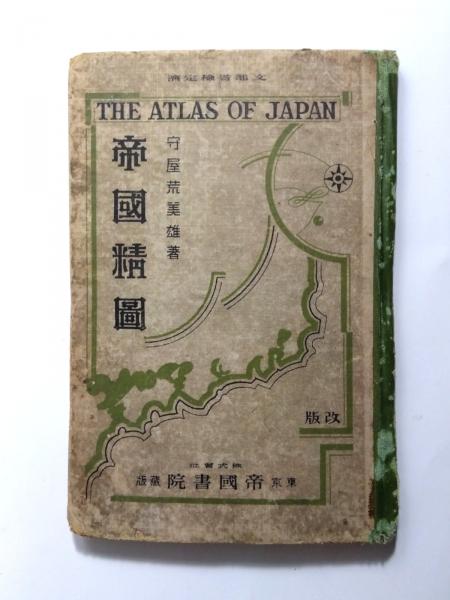 文部省檢定濟
THE ATLAS OF JAPAN
守屋荒美雄著
帝國精圖
改版
株式會社
東京 帝國書院 藏版